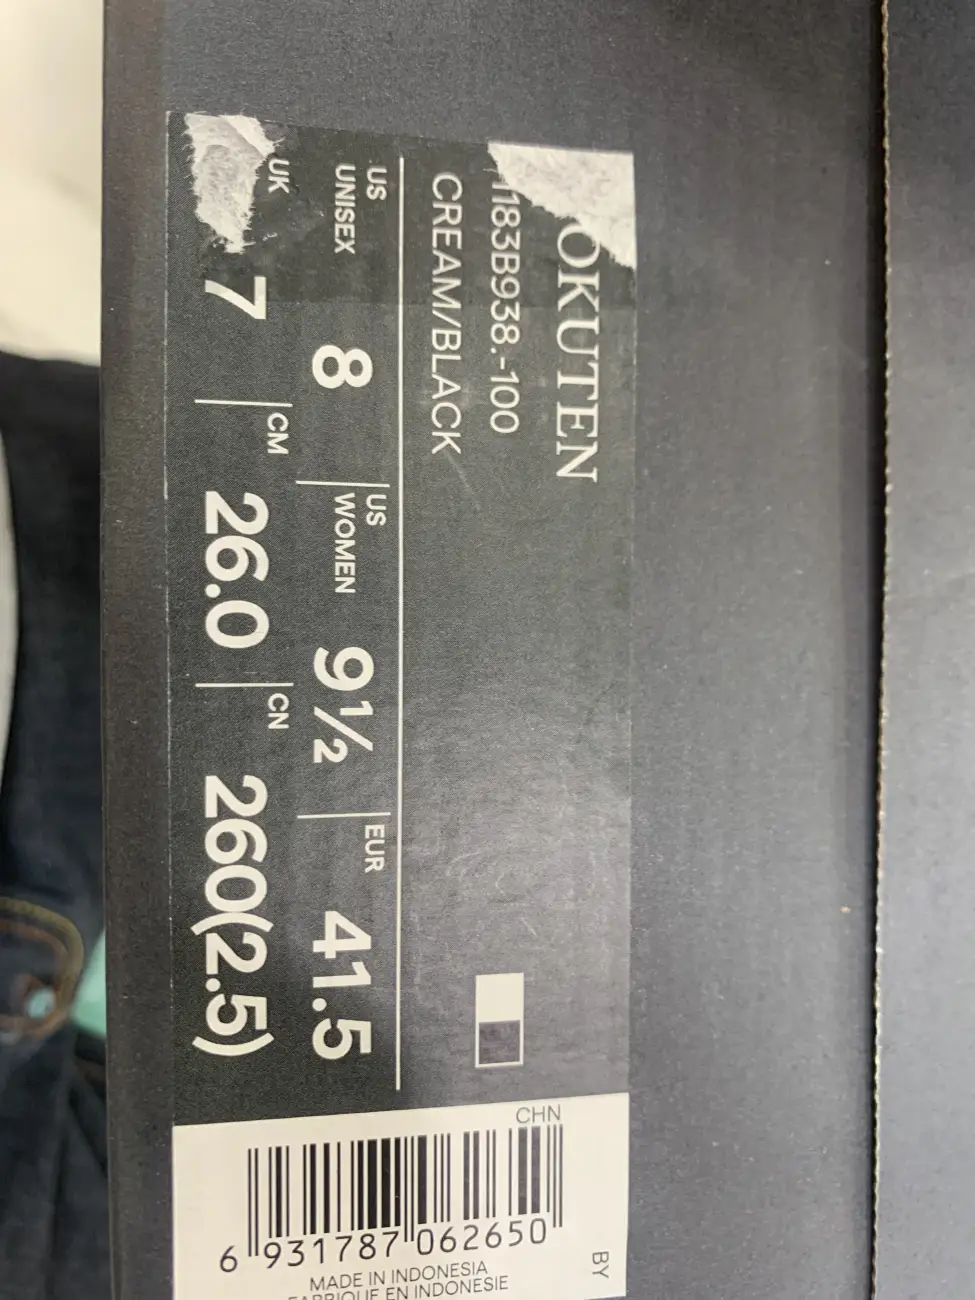 OKUTEN
1183B938.-100
CREAM/BLACK
US UNISEX 8
US WOMEN 9½
EUR 41.5
UK 7
CM 26.0
CN 260(2.5)
CHN
6 931787 062650
BY
MADE IN INDONESIA
FABRIQUE EN INDONESIE